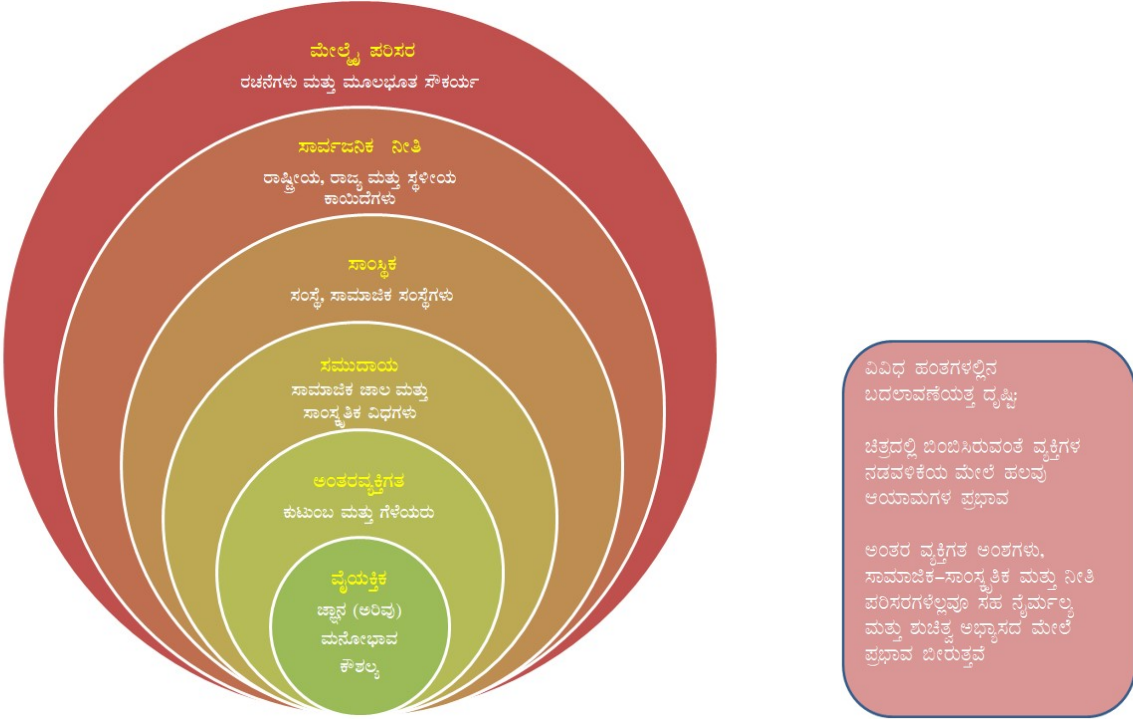 ಮೇಲ್ಮೈ ಪರಿಸರ
ರಚನೆಗಳು ಮತ್ತು ಮೂಲಭೂತ ಸೌಕರ್ಯ
ಸಾರ್ವಜನಿಕ ನೀತಿ
ರಾಷ್ಟ್ರೀಯ, ರಾಜ್ಯ ಮತ್ತು ಸ್ಥಳೀಯ
ಕಾಯಿದೆಗಳು
ಸಾಂಸ್ಥಿಕ
ಸಂಸ್ಥೆ, ಸಾಮಾಜಿಕ ಸಂಸ್ಥೆಗಳು
ಸಮುದಾಯ
ಸಾಮಾಜಿಕ ಜಾಲ ಮತ್ತು
ಸಾಂಸ್ಕೃತಿಕ ವಿಧಗಳು
ಅಂತರವ್ಯಕ್ತಿಗತ
ಕುಟುಂಬ ಮತ್ತು ಗೆಳೆಯರು
ವೈಯಕ್ತಿಕ
ಜ್ಞಾನ (ಅರಿವು)
ಮನೋಭಾವ
ಕೌಶಲ್ಯ
ವಿವಿಧ ಹಂತಗಳಲ್ಲಿನ
ಬದಲಾವಣೆಯತ್ತ ದೃಷ್ಟಿ:
ಚಿತ್ರದಲ್ಲಿ ಬಿಂಬಿಸಿರುವಂತೆ ವ್ಯಕ್ತಿಗಳ
ನಡವಳಿಕೆಯ ಮೇಲೆ ಹಲವು
ಆಯಾಮಗಳ ಪ್ರಭಾವ
ಅಂತರ ವ್ಯಕ್ತಿಗತ ಅಂಶಗಳು,
ಸಾಮಾಜಿಕ–ಸಾಂಸ್ಕೃತಿಕ ಮತ್ತು ನೀತಿ
ಪರಿಸರಗಳೆಲ್ಲವೂ ಸಹ ನೈರ್ಮಲ್ಯ
ಮತ್ತು ಶುಚಿತ್ವ ಅಭ್ಯಾಸದ ಮೇಲೆ
ಪ್ರಭಾವ ಬೀರುತ್ತವೆ